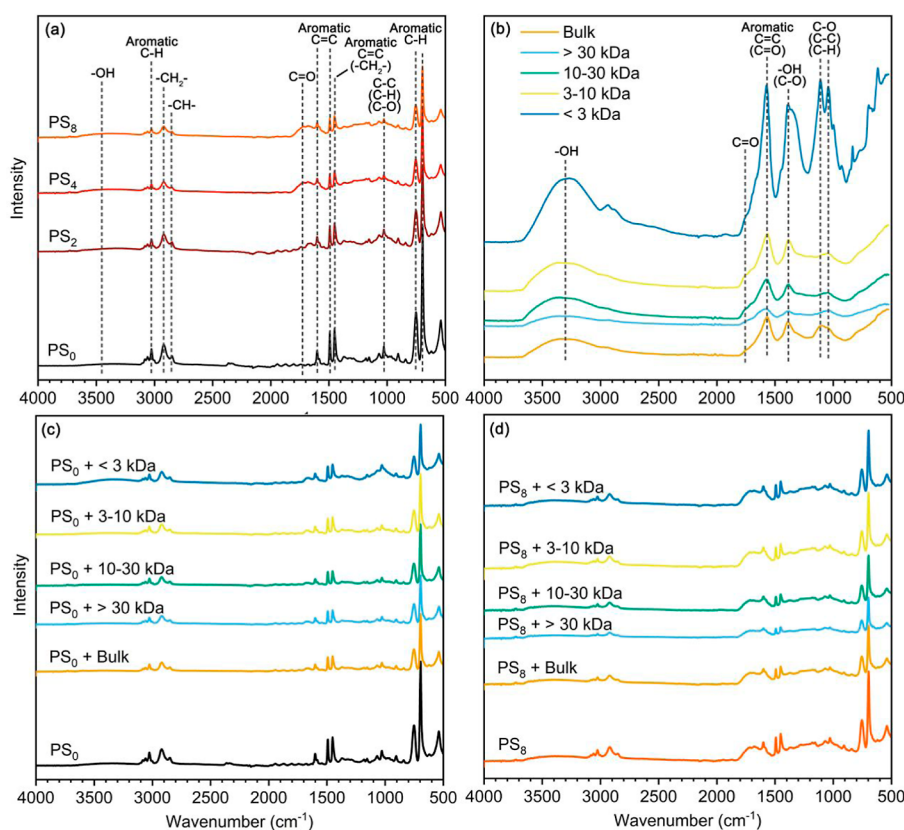 (a)
Aromatic
C-H
-OH
-CH₂-
-CH-
C=O
Aromatic
C=C
Aromatic
C=C
(-CH₂-)
C-C
(C-H)
(C-O)
Aromatic
C-H
PS₈
PS₄
PS₂
PS₀
Intensity
4000 3500 3000 2500 2000 1500 1000 500
(b)
Bulk
> 30 kDa
10-30 kDa
3-10 kDa
< 3 kDa
-OH
C=O
Aromatic
C=C
(C=O)
-OH
(C-O)
C-O
(C-C)
(C-H)
4000 3500 3000 2500 2000 1500 1000 500
(c)
PS₀ + < 3 kDa
PS₀ + 3-10 kDa
PS₀ + 10-30 kDa
PS₀ + > 30 kDa
PS₀ + Bulk
PS₀
Intensity
4000 3500 3000 2500 2000 1500 1000 500
Wavenumber (cm⁻¹)
(d)
PS₈ + < 3 kDa
PS₈ + 3-10 kDa
PS₈ + 10-30 kDa
PS₈ + > 30 kDa
PS₈ + Bulk
PS₈
4000 3500 3000 2500 2000 1500 1000 500
Wavenumber (cm⁻¹)